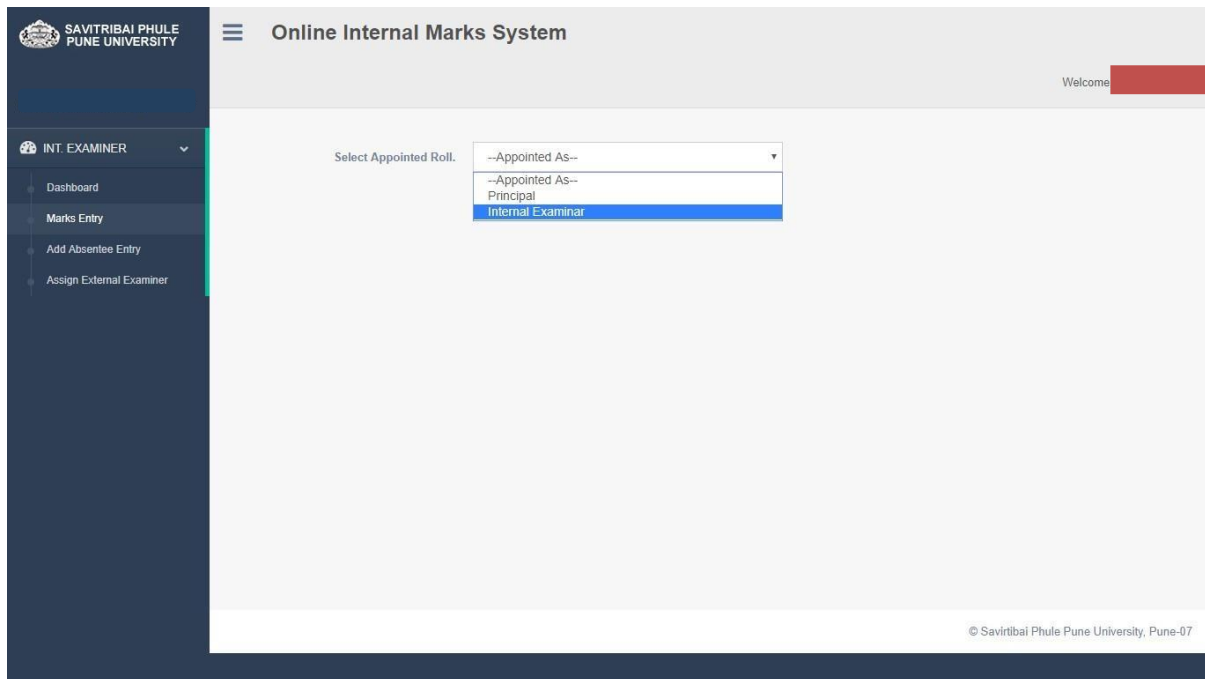 SAVITRIBAI PHULE
PUNE UNIVERSITY
Online Internal Marks System
Welcome
INT. EXAMINER
Dashboard
Marks Entry
Add Absentee Entry
Assign External Examiner
Select Appointed Roll.
--Appointed As--
--Appointed As--
Principal
Internal Examinar
© Savirtibai Phule Pune University, Pune-07